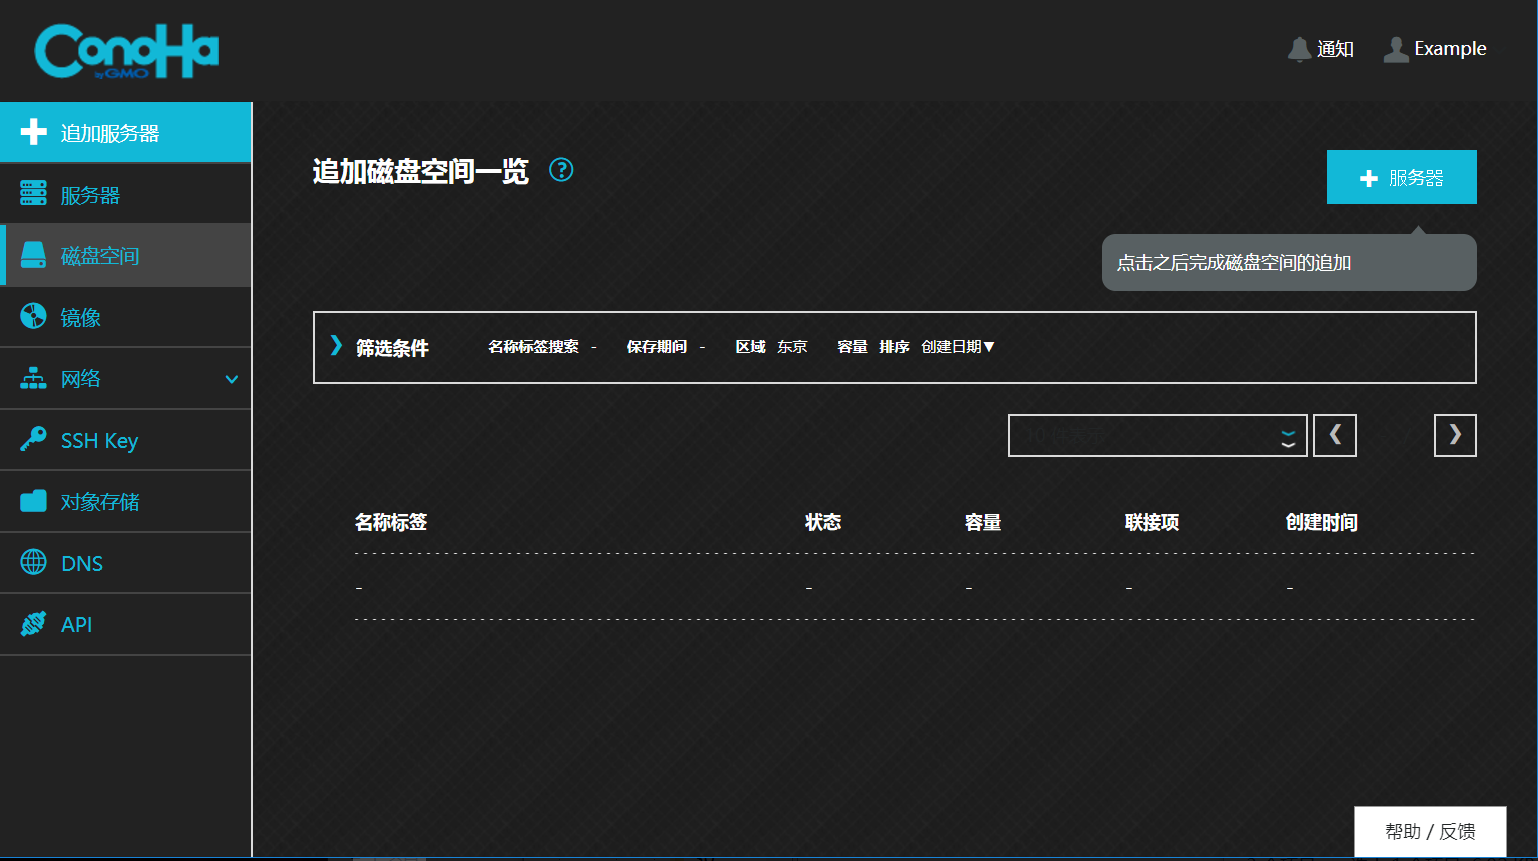 ConoHa
by GMO
通知
Example
追加服务器
服务器
磁盘空间
镜像
网络
SSH Key
对象存储
DNS
API
追加磁盘空间一览 ?
服务器
点击之后完成磁盘空间的追加
筛选条件 名称标签搜索 - 保存期间 - 区域 东京 容量 排序 创建日期▼
名称标签 状态 容量 联接项 创建时间
- - - - -
帮助 / 反馈